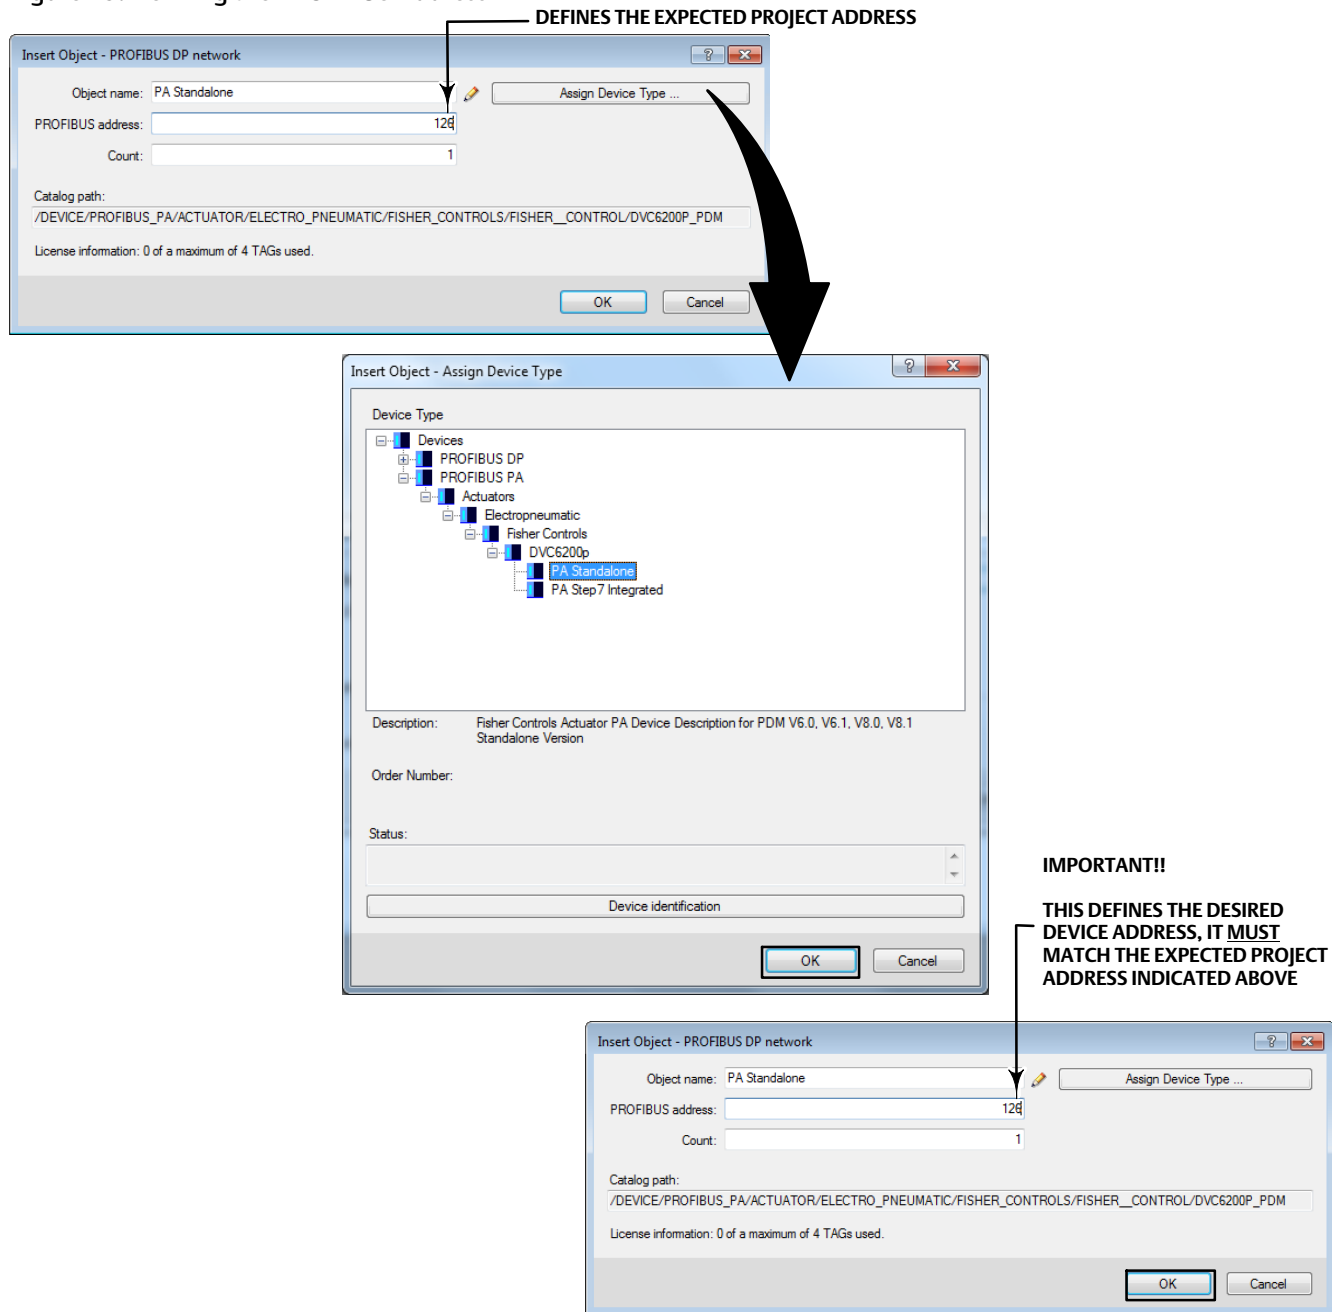 DEFINES THE EXPECTED PROJECT ADDRESS
Insert Object - PROFIBUS DP network
Object name: PA Standalone
Assign Device Type ...
PROFIBUS address: 126
Count: 1
Catalog path:
/DEVICE/PROFIBUS_PA/ACTUATOR/ELECTRO_PNEUMATIC/FISHER_CONTROLS/FISHER__CONTROL/DVC6200P_PDM
License information: 0 of a maximum of 4 TAGs used.
OK Cancel
Insert Object - Assign Device Type
Device Type
Devices
PROFIBUS DP
PROFIBUS PA
Actuators
Electropneumatic
Fisher Controls
DVC6200p
PA Standalone
PA Step7 Integrated
Description: Fisher Controls Actuator PA Device Description for PDM V6.0, V6.1, V8.0, V8.1
Standalone Version
Order Number:
Status:
Device identification
OK Cancel
IMPORTANT!!
THIS DEFINES THE DESIRED
DEVICE ADDRESS, IT MUST
MATCH THE EXPECTED PROJECT
ADDRESS INDICATED ABOVE
Insert Object - PROFIBUS DP network
Object name: PA Standalone
Assign Device Type ...
PROFIBUS address: 126
Count: 1
Catalog path:
/DEVICE/PROFIBUS_PA/ACTUATOR/ELECTRO_PNEUMATIC/FISHER_CONTROLS/FISHER__CONTROL/DVC6200P_PDM
License information: 0 of a maximum of 4 TAGs used.
OK Cancel